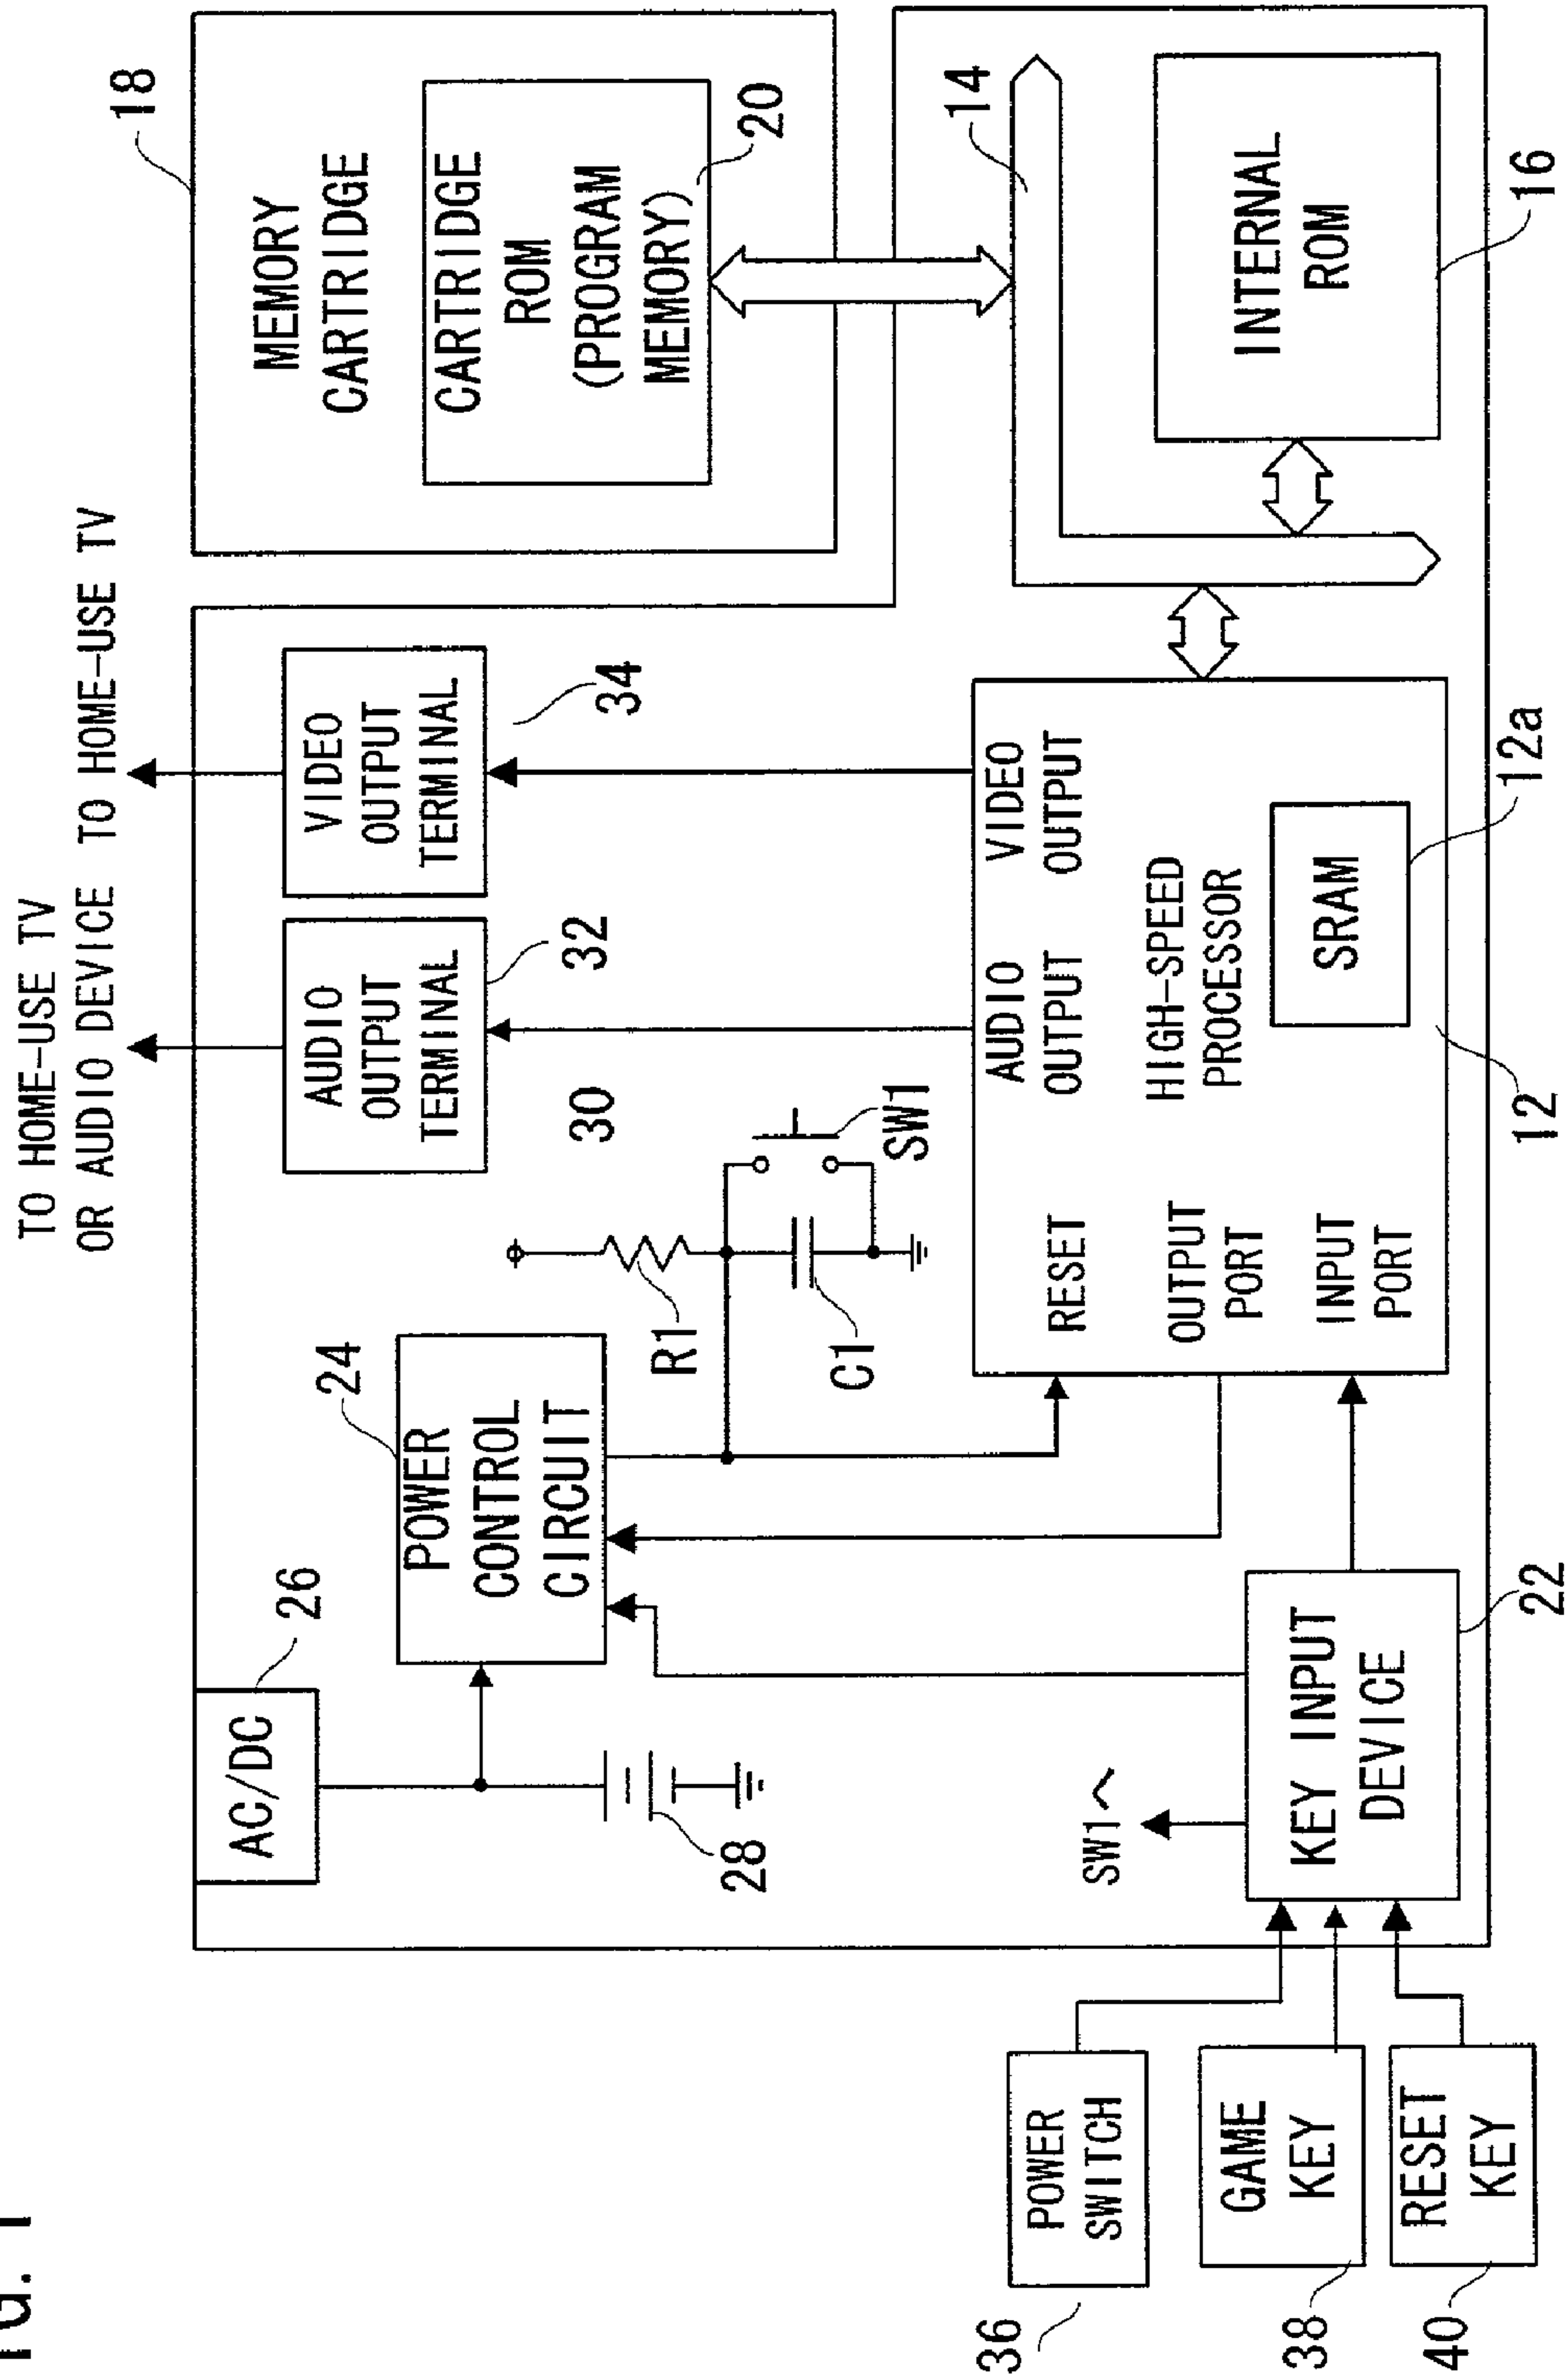 TO HOME-USE TV
OR AUDIO DEVICE
TO HOME-USE TV
18
26
AC/DC
24
POWER
CONTROL
CIRCUIT
28
AUDIO
OUTPUT
TERMINAL
32
VIDEO
OUTPUT
TERMINAL
34
MEMORY
CARTRIDGE
CARTRIDGE
ROM
(PROGRAM
MEMORY)
20
30
R1
C1
SW1
14
36
POWER
SWITCH
38
GAME
KEY
40
RESET
KEY
SW1へ
KEY INPUT
DEVICE
22
RESET
OUTPUT
PORT
INPUT
PORT
AUDIO
OUTPUT
VIDEO
OUTPUT
HIGH-SPEED
PROCESSOR
SRAM
12
12a
INTERNAL
ROM
16